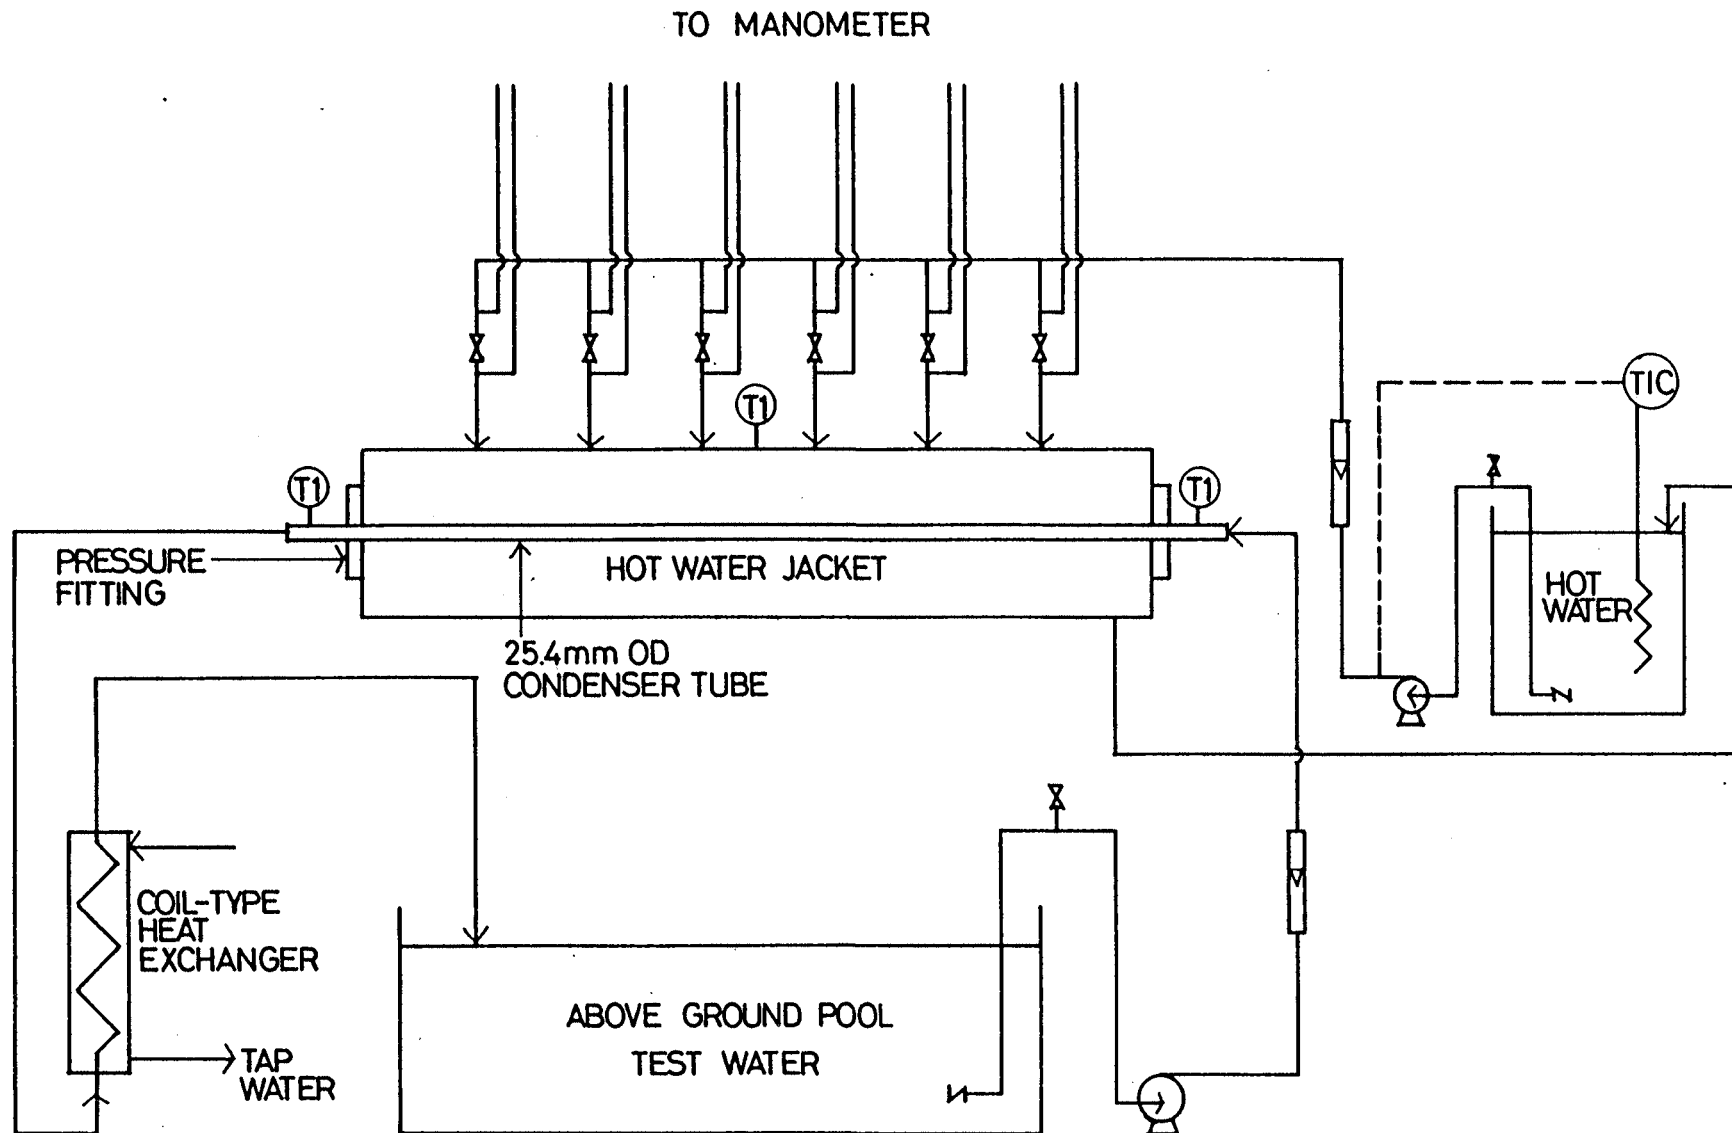 TO MANOMETER
T1
TIC
T1
T1
PRESSURE
FITTING
HOT WATER JACKET
HOT
WATER
25.4mm OD
CONDENSER TUBE
COIL-TYPE
HEAT
EXCHANGER
ABOVE GROUND POOL
TEST WATER
TAP
WATER